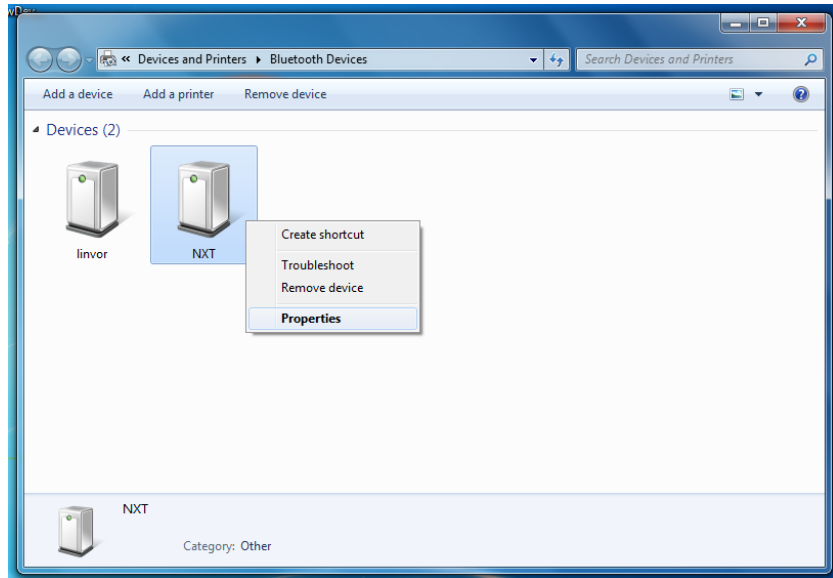 « Devices and Printers ▸ Bluetooth Devices
Search Devices and Printers
Add a device Add a printer Remove device
Devices (2)
linvor
NXT
Create shortcut
Troubleshoot
Remove device
Properties
NXT
Category: Other